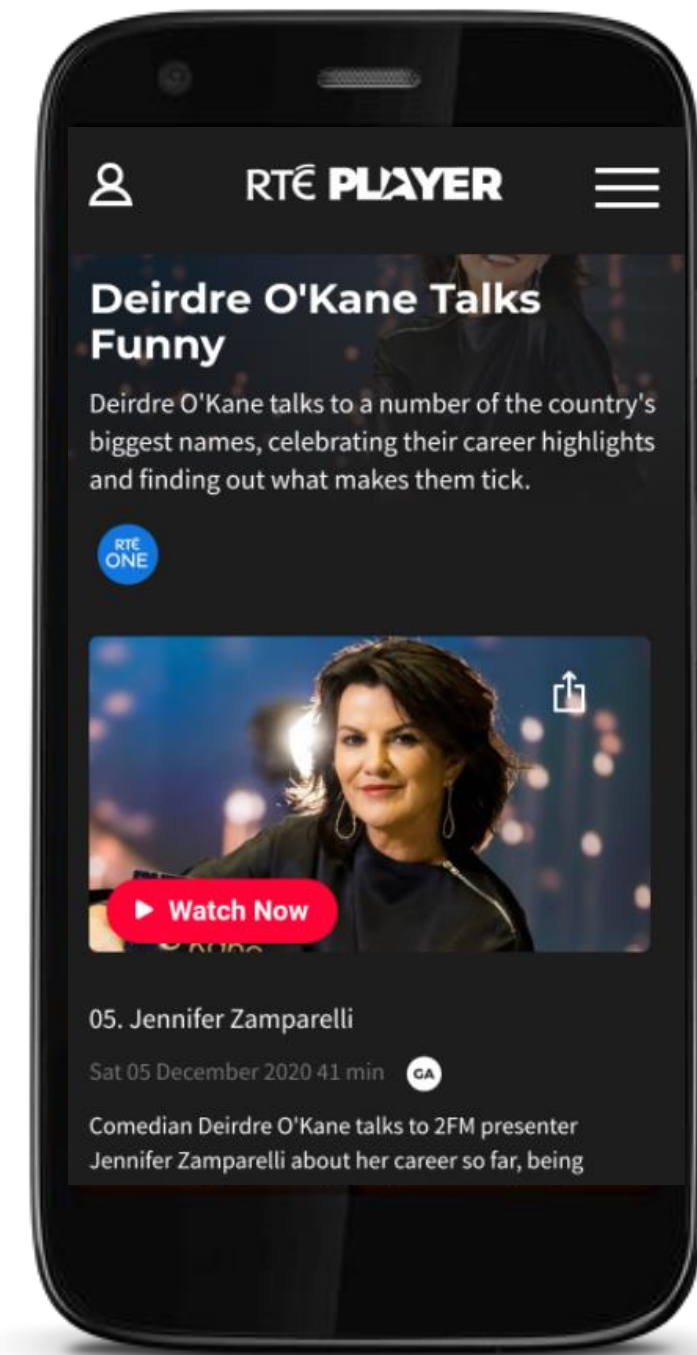 RTÉ PLAYER
Deirdre O'Kane Talks
Funny
Deirdre O'Kane talks to a number of the country's
biggest names, celebrating their career highlights
and finding out what makes them tick.
RTÉ
ONE
Watch Now
Kane
05. Jennifer Zamparelli
Sat 05 December 2020 41 min GA
Comedian Deirdre O'Kane talks to 2FM presenter
Jennifer Zamparelli about her career so far, being